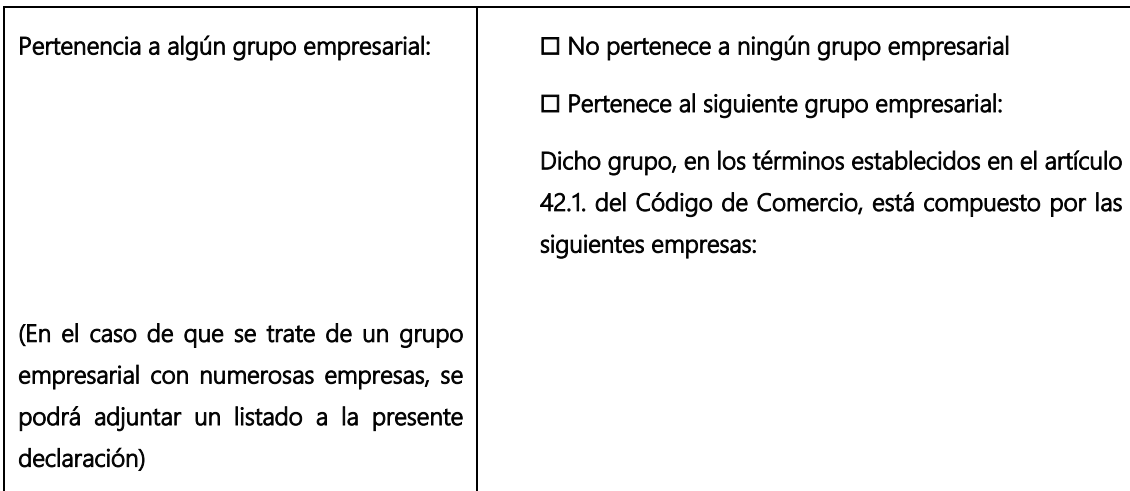 Pertenencia a algún grupo empresarial:
(En el caso de que se trate de un grupo
empresarial con numerosas empresas, se
podrá adjuntar un listado a la presente
declaración)
☐ No pertenece a ningún grupo empresarial
☐ Pertenece al siguiente grupo empresarial:
Dicho grupo, en los términos establecidos en el artículo
42.1. del Código de Comercio, está compuesto por las
siguientes empresas: